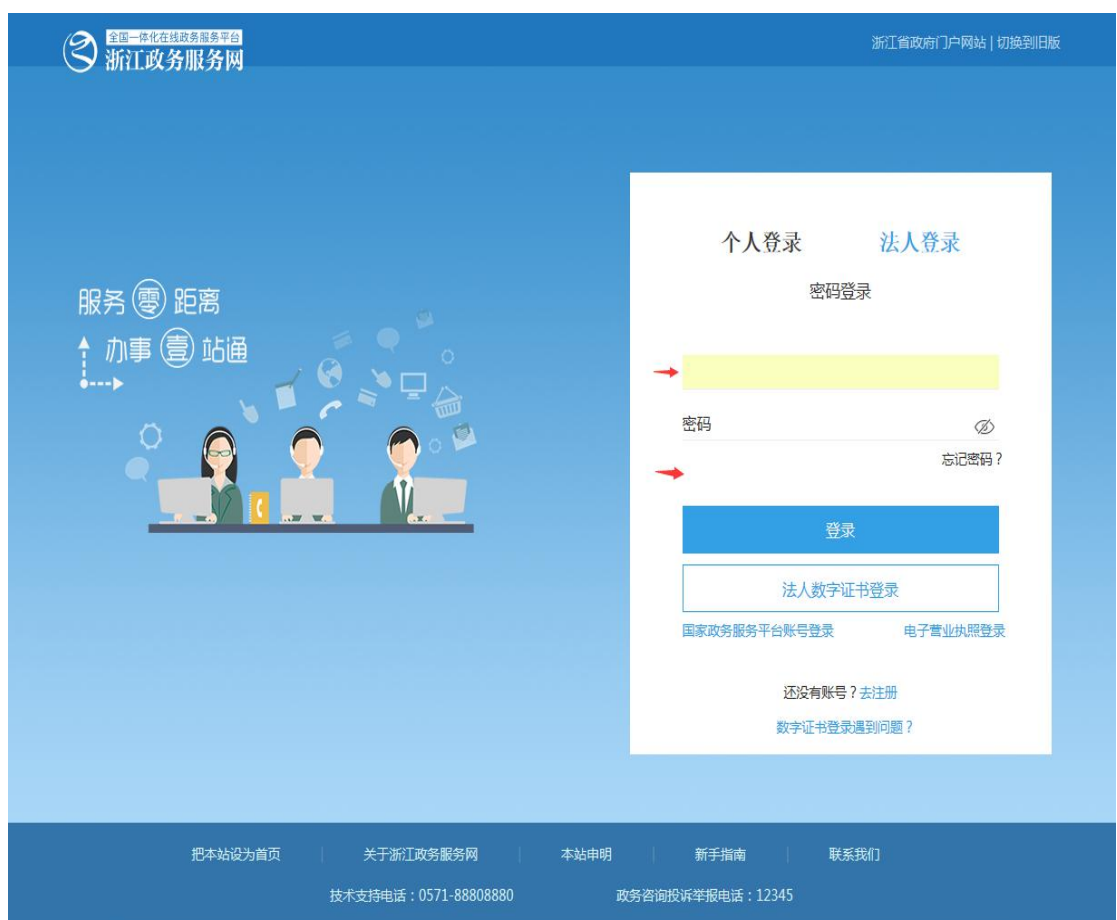 全国一体化在线政务服务平台
浙江政务服务网
浙江省政府门户网站 | 切换到旧版
服务零距离
办事壹站通
个人登录 法人登录
密码登录
密码
忘记密码？
登录
法人数字证书登录
国家政务服务平台账号登录 电子营业执照登录
还没有账号？去注册
数字证书登录遇到问题？
把本站设为首页 | 关于浙江政务服务网 | 本站申明 | 新手指南 | 联系我们
技术支持电话：0571-88808880 政务咨询投诉举报电话：12345